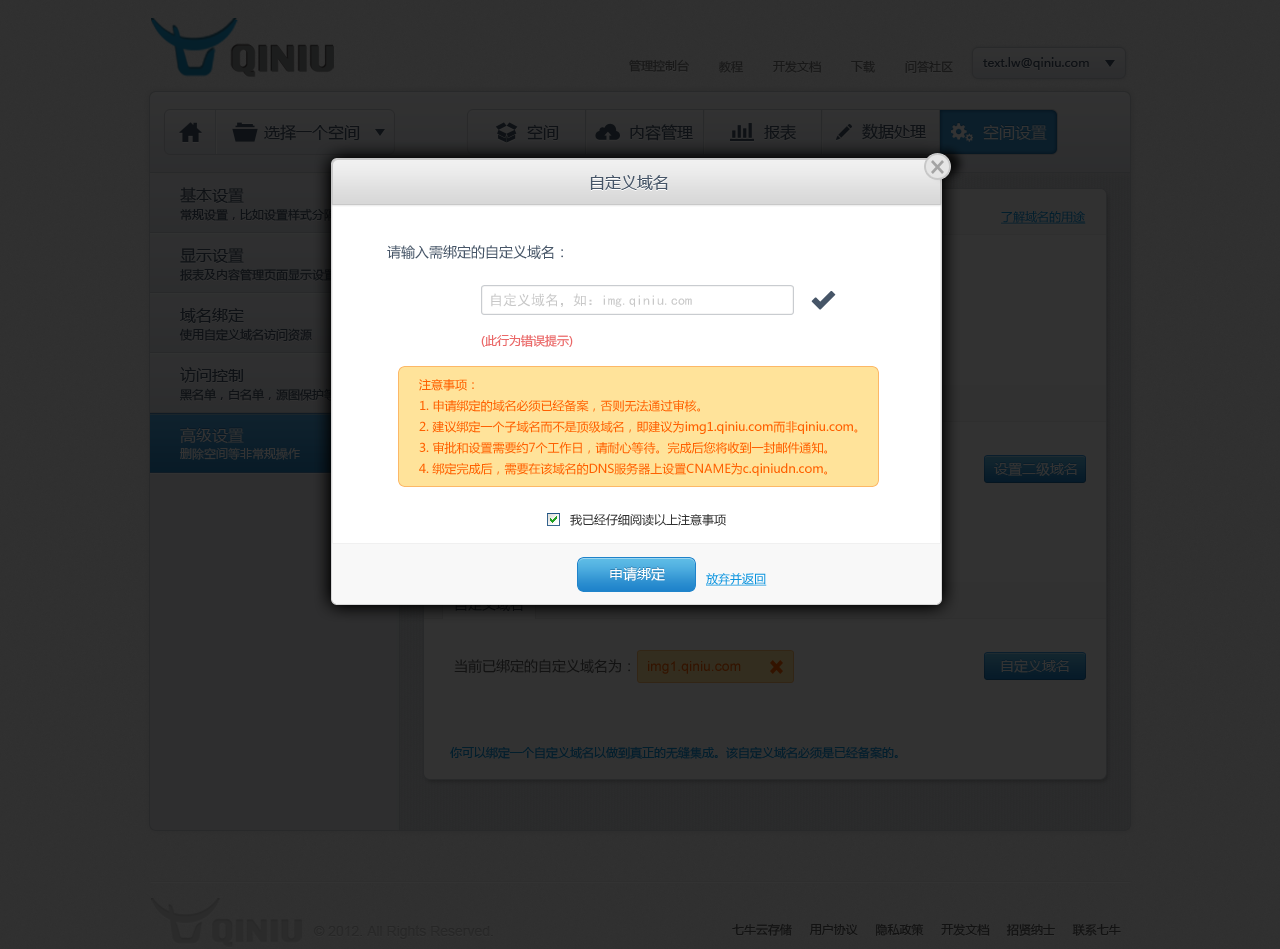 QINIU
管理控制台 教程 开发文档 下载 问答社区 text.lw@qiniu.com
选择一个空间 空间 内容管理 报表 数据处理 空间设置
自定义域名
基本设置
常规设置，比如设置样式分
了解域名的用途
显示设置
报表及内容管理页面显示设
请输入需绑定的自定义域名：
自定义域名，如：img.qiniu.com
域名绑定
使用自定义域名访问资源
(此行为错误提示)
访问控制
黑名单，白名单，源图保护
注意事项：
1. 申请绑定的域名必须已经备案，否则无法通过审核。
2. 建议绑定一个子域名而不是顶级域名，即建议为img1.qiniu.com而非qiniu.com。
3. 审批和设置需要约7个工作日，请耐心等待。完成后您将收到一封邮件通知。
4. 绑定完成后，需要在该域名的DNS服务器上设置CNAME为c.qiniudn.com。
高级设置
删除空间等非常规操作
设置二级域名
我已经仔细阅读以上注意事项
申请绑定 放弃并返回
当前已绑定的自定义域名为： img1.qiniu.com 自定义域名
你可以绑定一个自定义域名以做到真正的无缝集成。该自定义域名必须是已经备案的。
QINIU © 2012. All Rights Reserved. 七牛云存储 用户协议 隐私政策 开发文档 招贤纳士 联系七牛